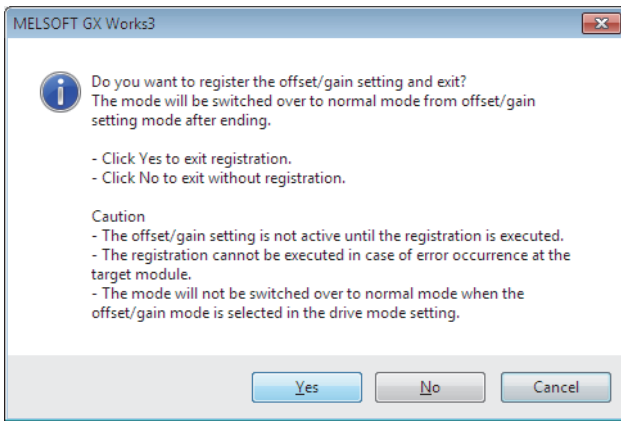 MELSOFT GX Works3
Do you want to register the offset/gain setting and exit?
The mode will be switched over to normal mode from offset/gain
setting mode after ending.
- Click Yes to exit registration.
- Click No to exit without registration.
Caution
- The offset/gain setting is not active until the registration is executed.
- The registration cannot be executed in case of error occurrence at the
target module.
- The mode will not be switched over to normal mode when the
offset/gain mode is selected in the drive mode setting.
Yes
No
Cancel